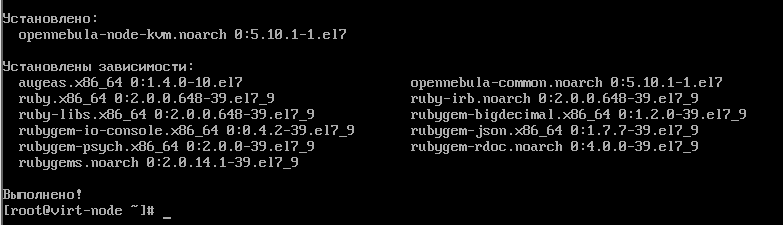 Установлено:
opennebula-node-kvm.noarch 0:5.10.1-1.el7
Установлены зависимости:
augeas.x86_64 0:1.4.0-10.el7 opennebula-common.noarch 0:5.10.1-1.el7
ruby.x86_64 0:2.0.0.648-39.el7_9 ruby-irb.noarch 0:2.0.0.648-39.el7_9
ruby-libs.x86_64 0:2.0.0.648-39.el7_9 rubygem-bigdecimal.x86_64 0:1.2.0-39.el7_9
rubygem-io-console.x86_64 0:0.4.2-39.el7_9 rubygem-json.x86_64 0:1.7.7-39.el7_9
rubygem-psych.x86_64 0:2.0.0-39.el7_9 rubygem-rdoc.noarch 0:4.0.0-39.el7_9
rubygems.noarch 0:2.0.14.1-39.el7_9
Выполнено!
[root@virt-node ~]# _